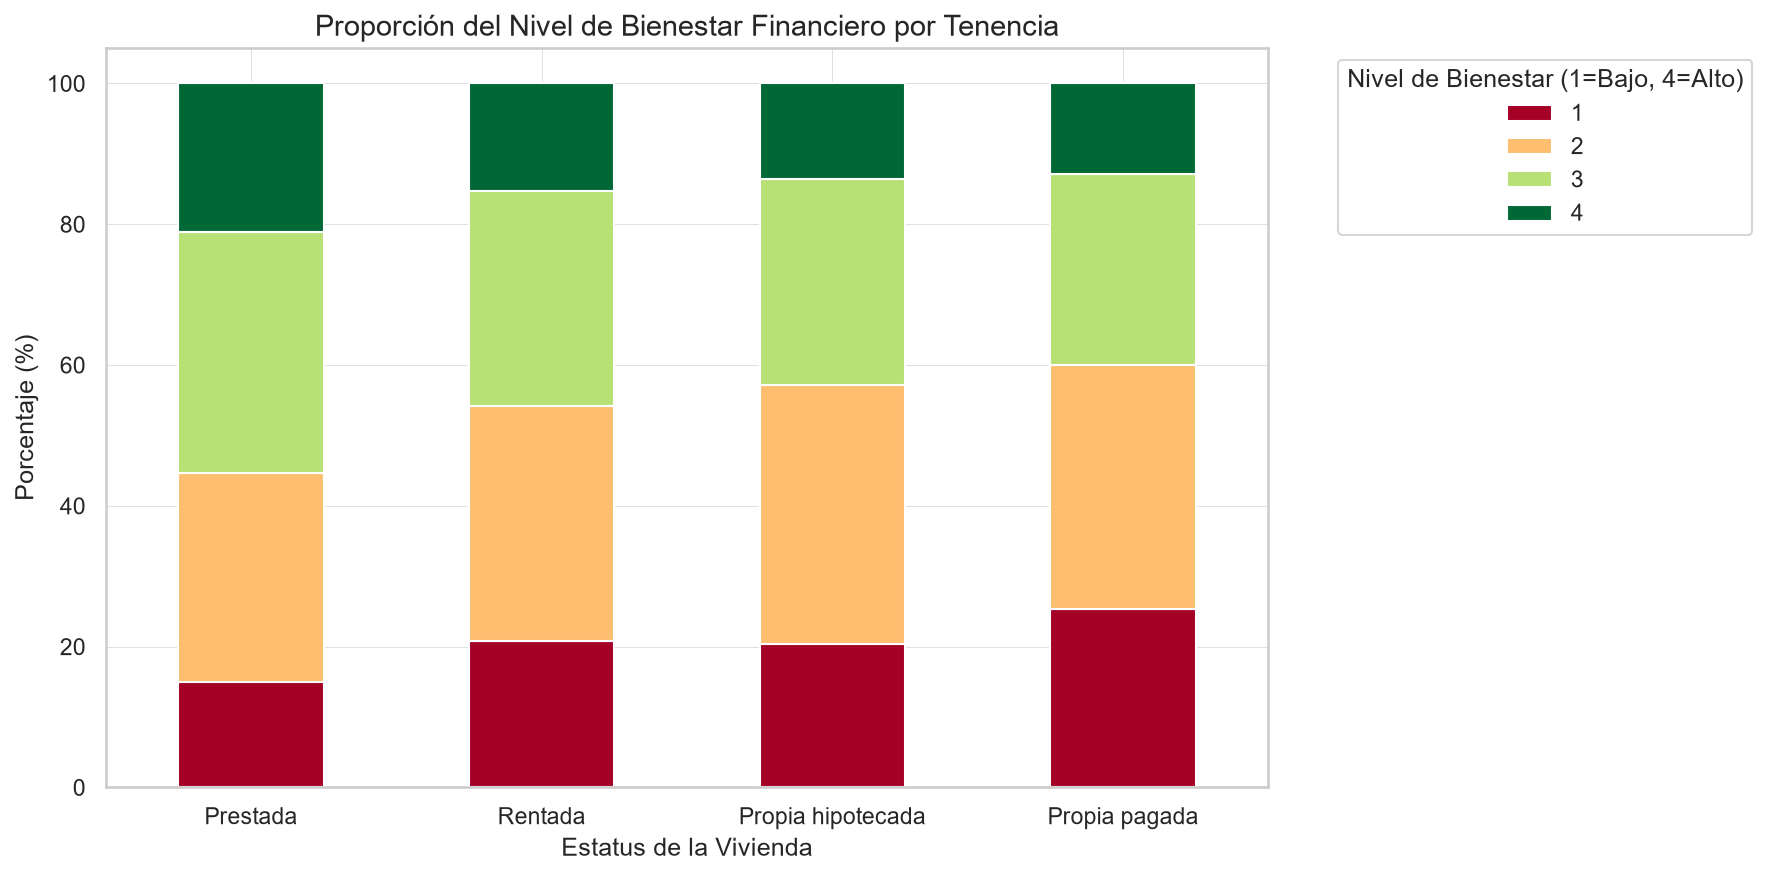 Proporción del Nivel de Bienestar Financiero por Tenencia
Nivel de Bienestar (1=Bajo, 4=Alto)
1
2
3
4
Porcentaje (%)
100
80
60
40
20
0
Prestada
Rentada
Propia hipotecada
Propia pagada
Estatus de la Vivienda